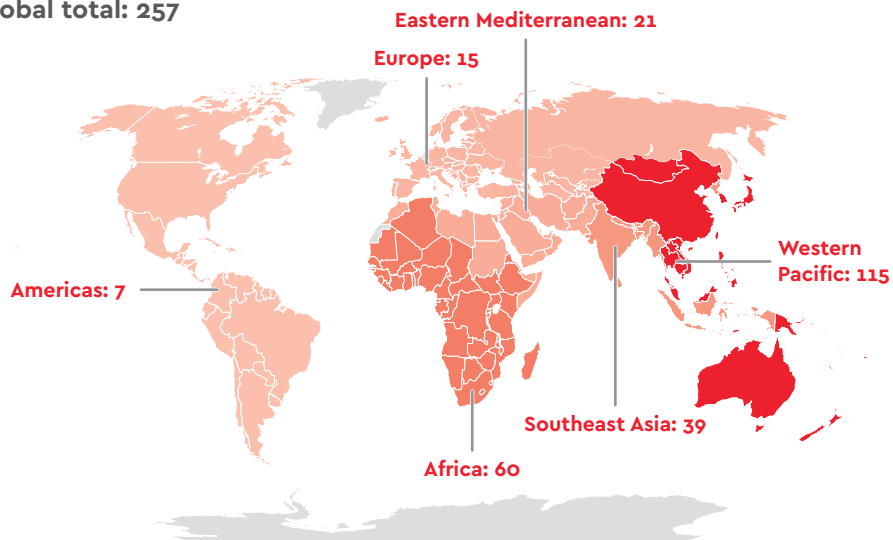 obal total: 257
Eastern Mediterranean: 21
Europe: 15
Western
Pacific: 115
Americas: 7
Southeast Asia: 39
Africa: 60